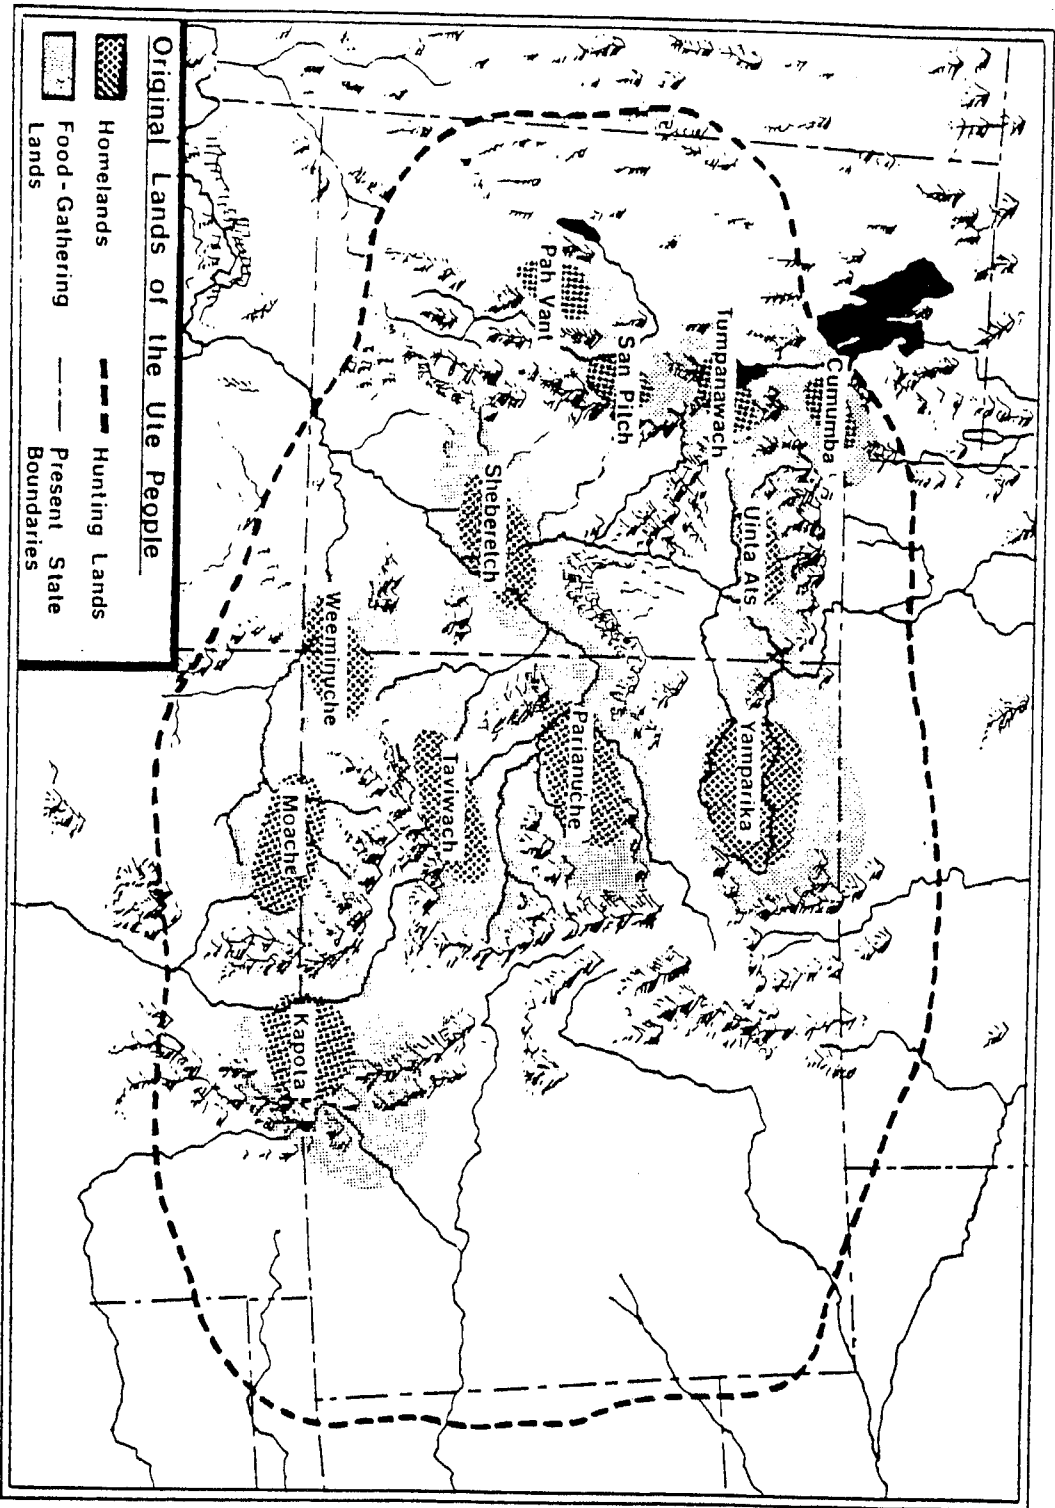 Cumumba
Tumpanawach
Uinta Ats
Yamparika
San Pitch
Pah Vant
Sheberetch
Parianuche
Taviwach
Weeminuche
Moache
Kapota
Original Lands of the Ute People
Homelands
Hunting Lands
Food-Gathering
Lands
Present State
Boundaries